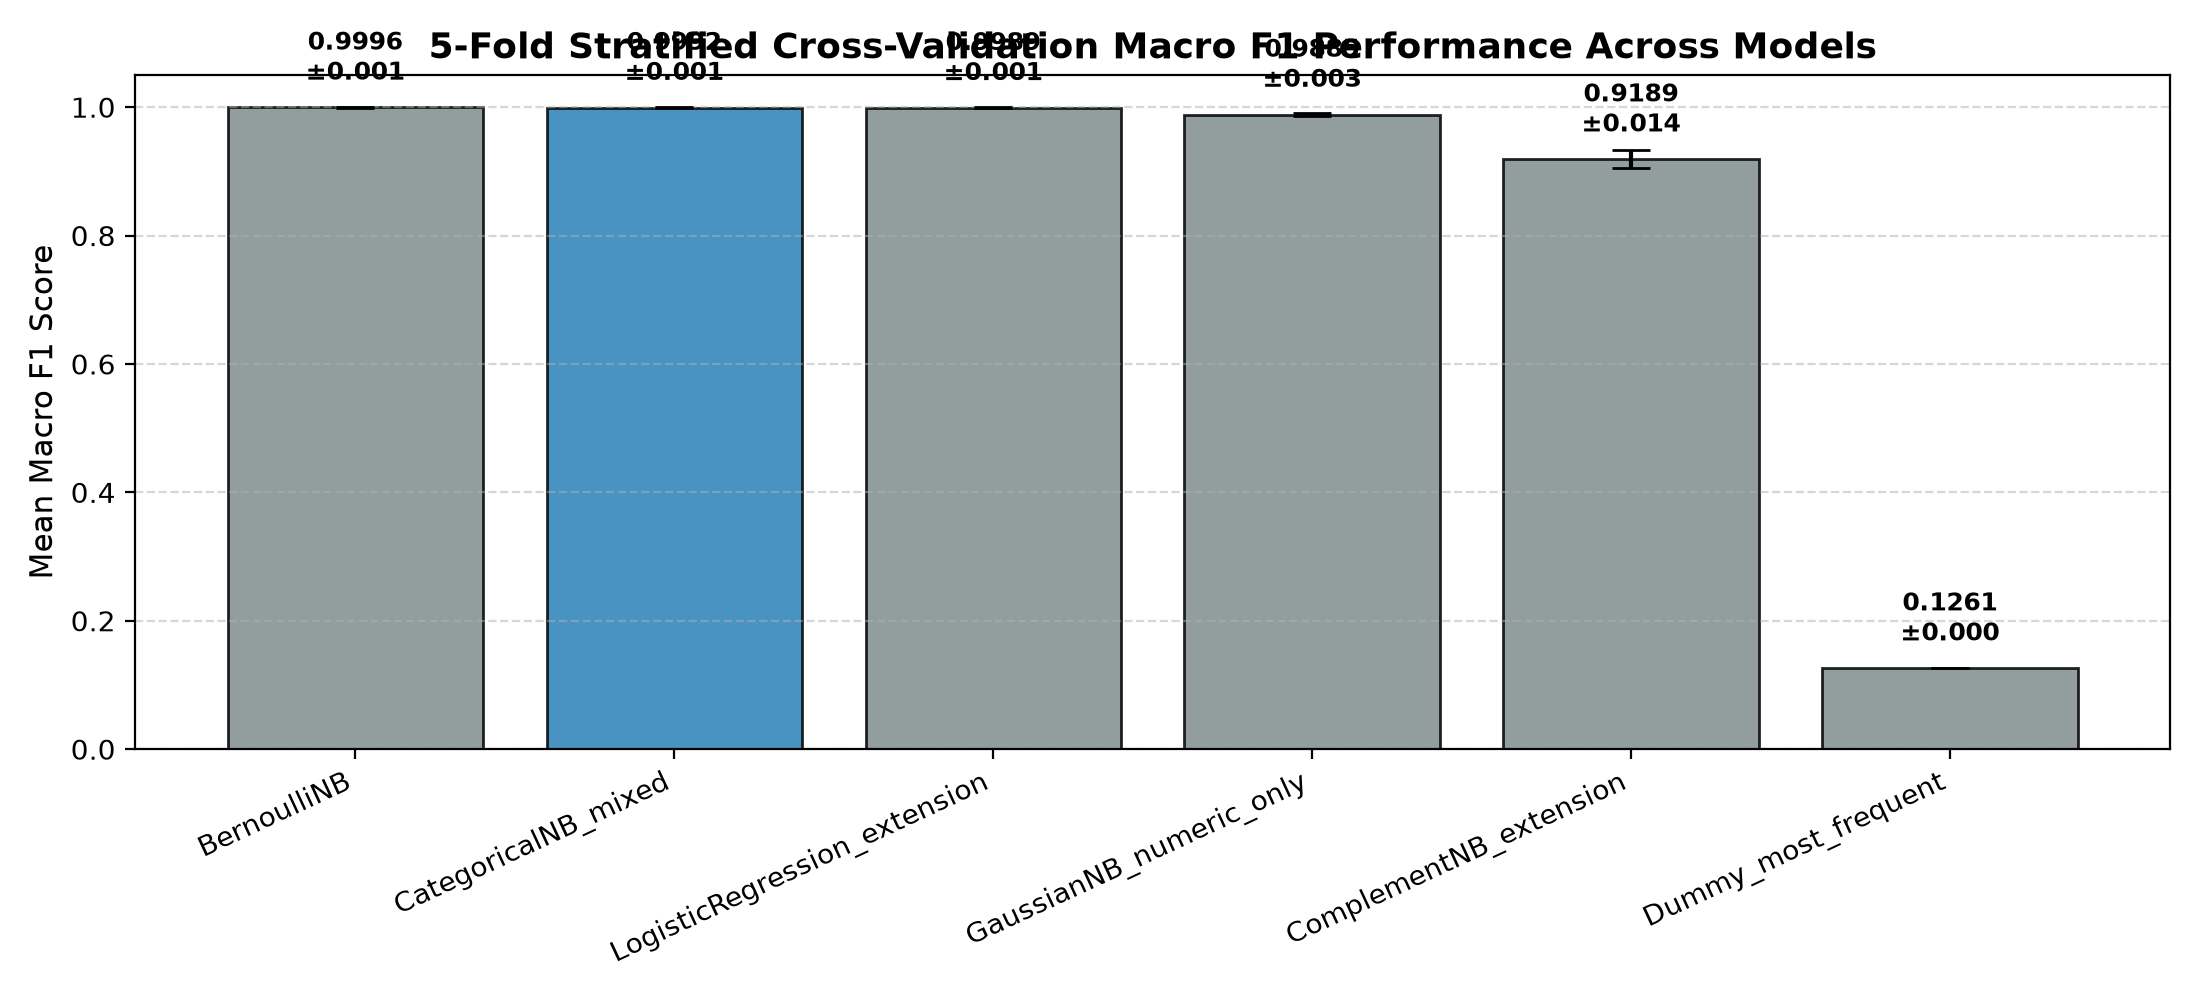 5-Fold Stratified Cross-Validation Macro F1 Performance Across Models
0.9996
±0.001
±0.001
±0.001
±0.003
0.9189
±0.014
0.1261
±0.000
Mean Macro F1 Score
1.0
0.8
0.6
0.4
0.2
0.0
BernoulliNB
CategoricalNB_mixed
LogisticRegression_extension
GaussianNB_numeric_only
ComplementNB_extension
Dummy_most_frequent